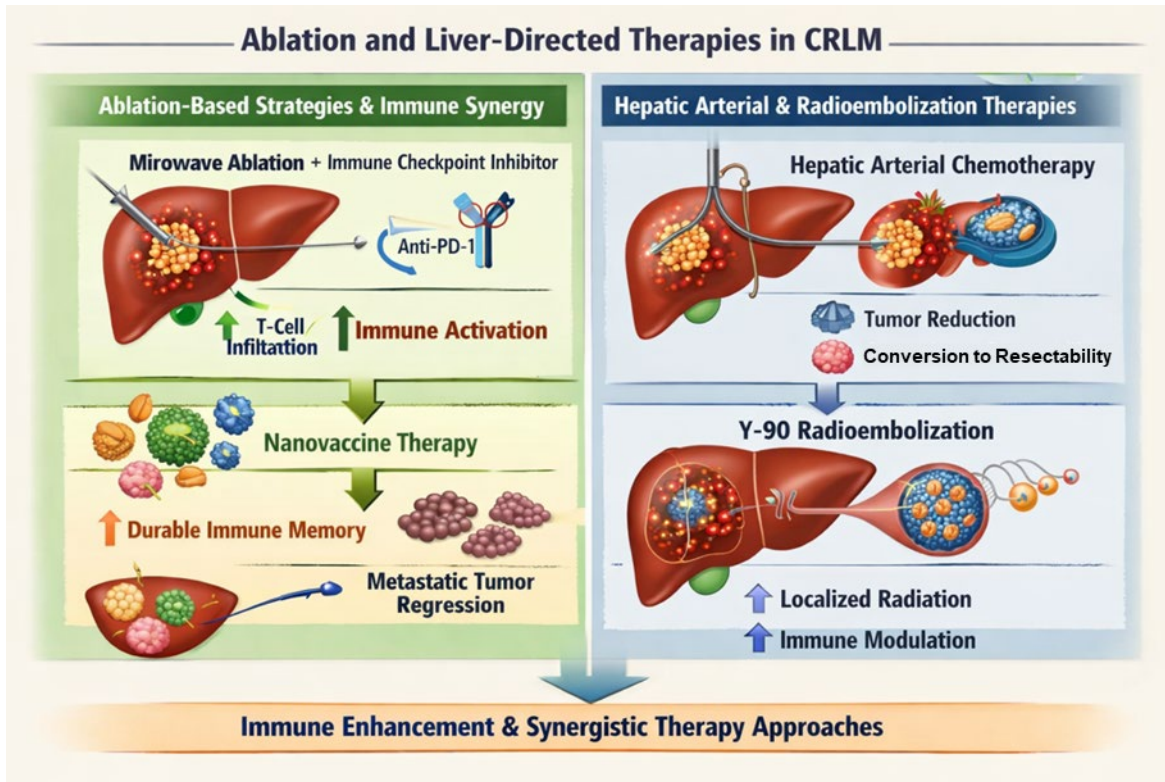 Ablation and Liver-Directed Therapies in CRLM
Ablation-Based Strategies & Immune Synergy
Mirowave Ablation + Immune Checkpoint Inhibitor
Anti-PD-1
T-Cell
Infiltattion
Immune Activation
Nanovaccine Therapy
Durable Immune Memory
Metastatic Tumor
Regression
Hepatic Arterial & Radioembolization Therapies
Hepatic Arterial Chemotherapy
Tumor Reduction
Conversion to Resectability
Y-90 Radioembolization
Localized Radiation
Immune Modulation
Immune Enhancement & Synergistic Therapy Approaches